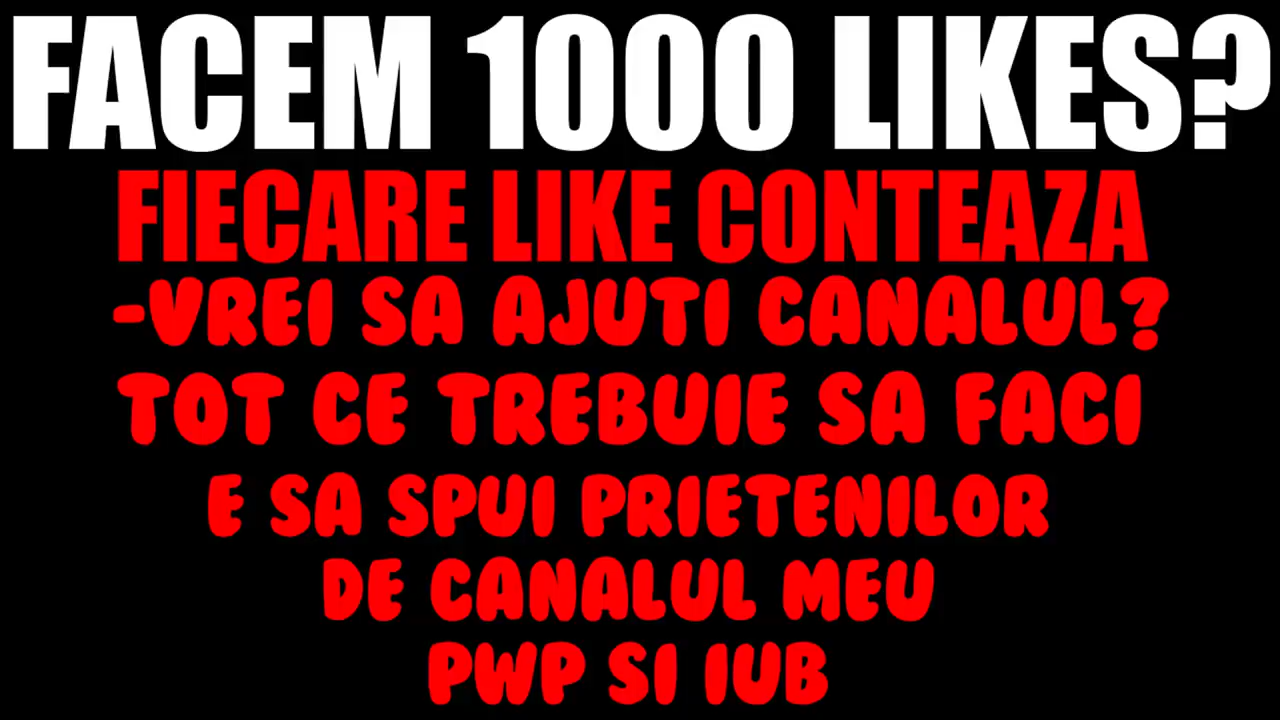 FACEM 1000 LIKES?
FIECARE LIKE CONTEAZA
-VREI SA AJUTI CANALUL?
TOT CE TREBUIE SA FACI
E SA SPUI PRIETENILOR
DE CANALUL MEU
PWP SI IUB